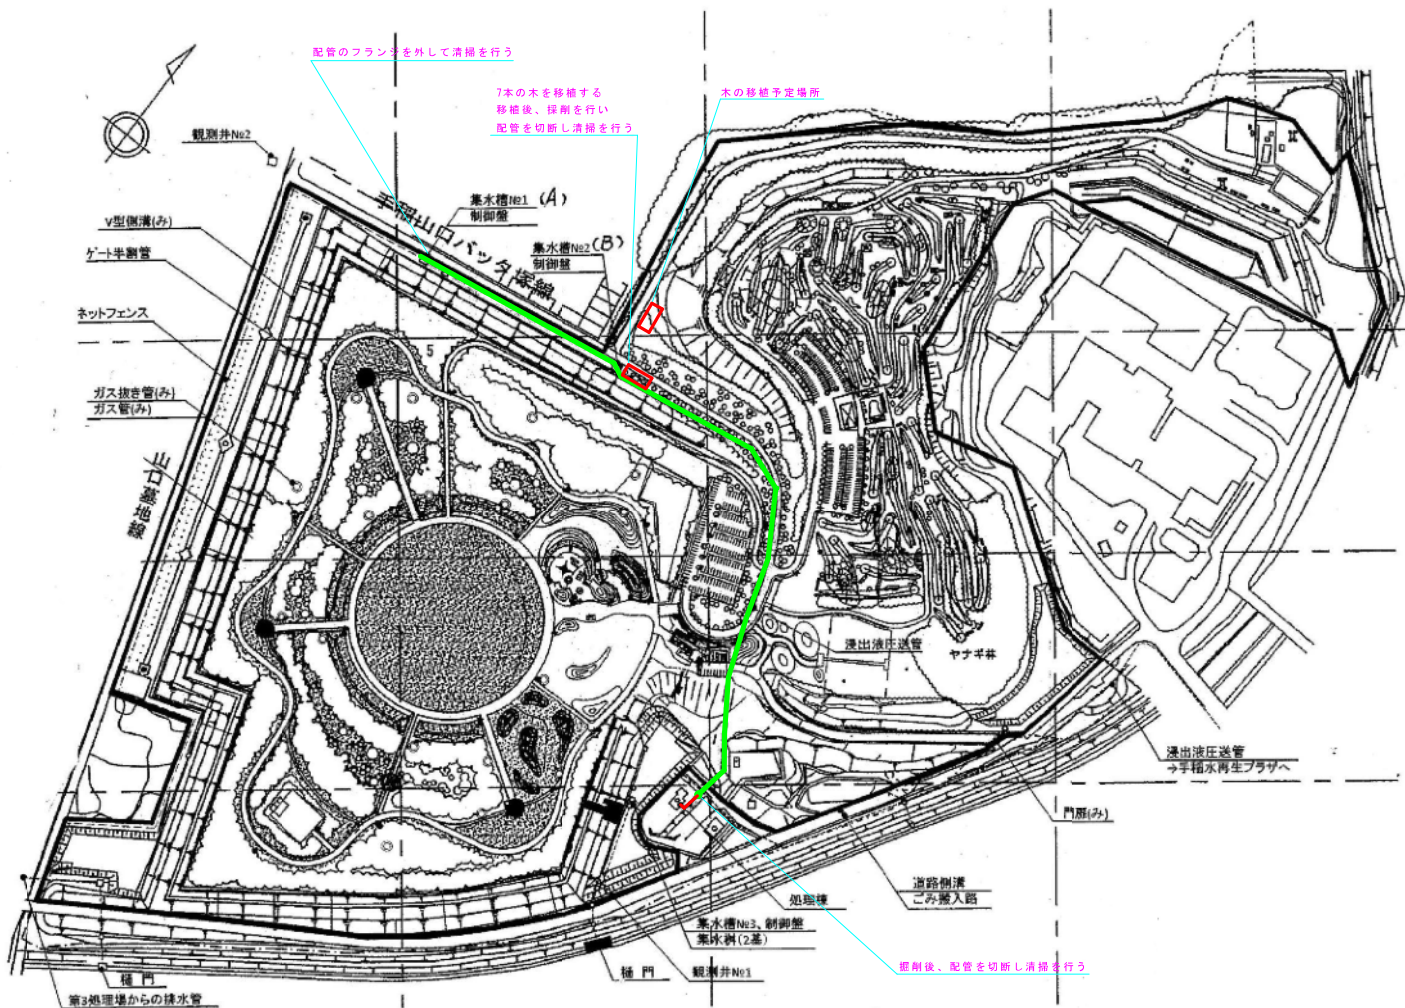 配管のフランジを外して清掃を行う
7本の木を移植する
移植後、採削を行い
配管を切断し清掃を行う
木の移植予定場所
観測井№2
集水槽№1 (A)
制御盤
手稲山口バッタ塚線
集水槽№2 (B)
制御盤
V型側溝(み)
ゲート半割管
ネットフェンス
5
ガス抜き管(み)
ガス管(み)
山口墓地線
浸出液圧送管
ヤナギ井
浸出液圧送管
→手稲水再生プラザへ
門扉(み)
道路側溝
ごみ搬入路
処理棟
集水槽№3、制御盤
集水桝(2基)
掘削後、配管を切断し清掃を行う
樋門
観測井№1
樋門
第3処理場からの排水管